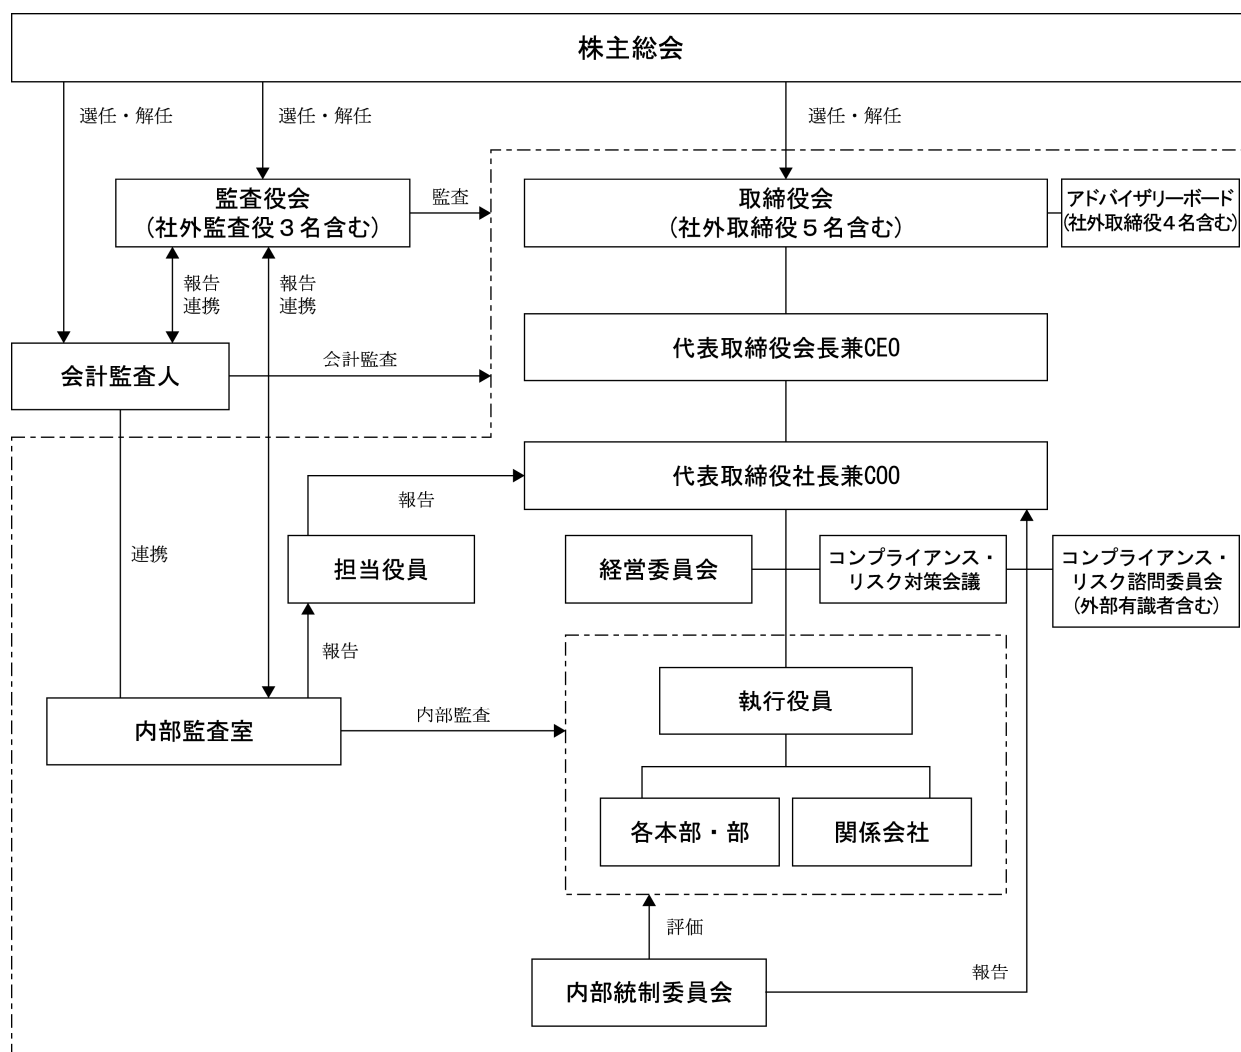 株主総会
選任・解任
選任・解任
選任・解任
監査役会
(社外監査役3名含む)
監査
取締役会
(社外取締役5名含む)
アドバイザリーボード
(社外取締役4名含む)
報告
連携
報告
連携
代表取締役会長兼CEO
会計監査人
会計監査
代表取締役社長兼COO
報告
連携
担当役員
経営委員会
コンプライアンス・
リスク対策会議
コンプライアンス・
リスク諮問委員会
(外部有識者含む)
報告
執行役員
内部監査室
内部監査
各本部・部
関係会社
評価
内部統制委員会
報告